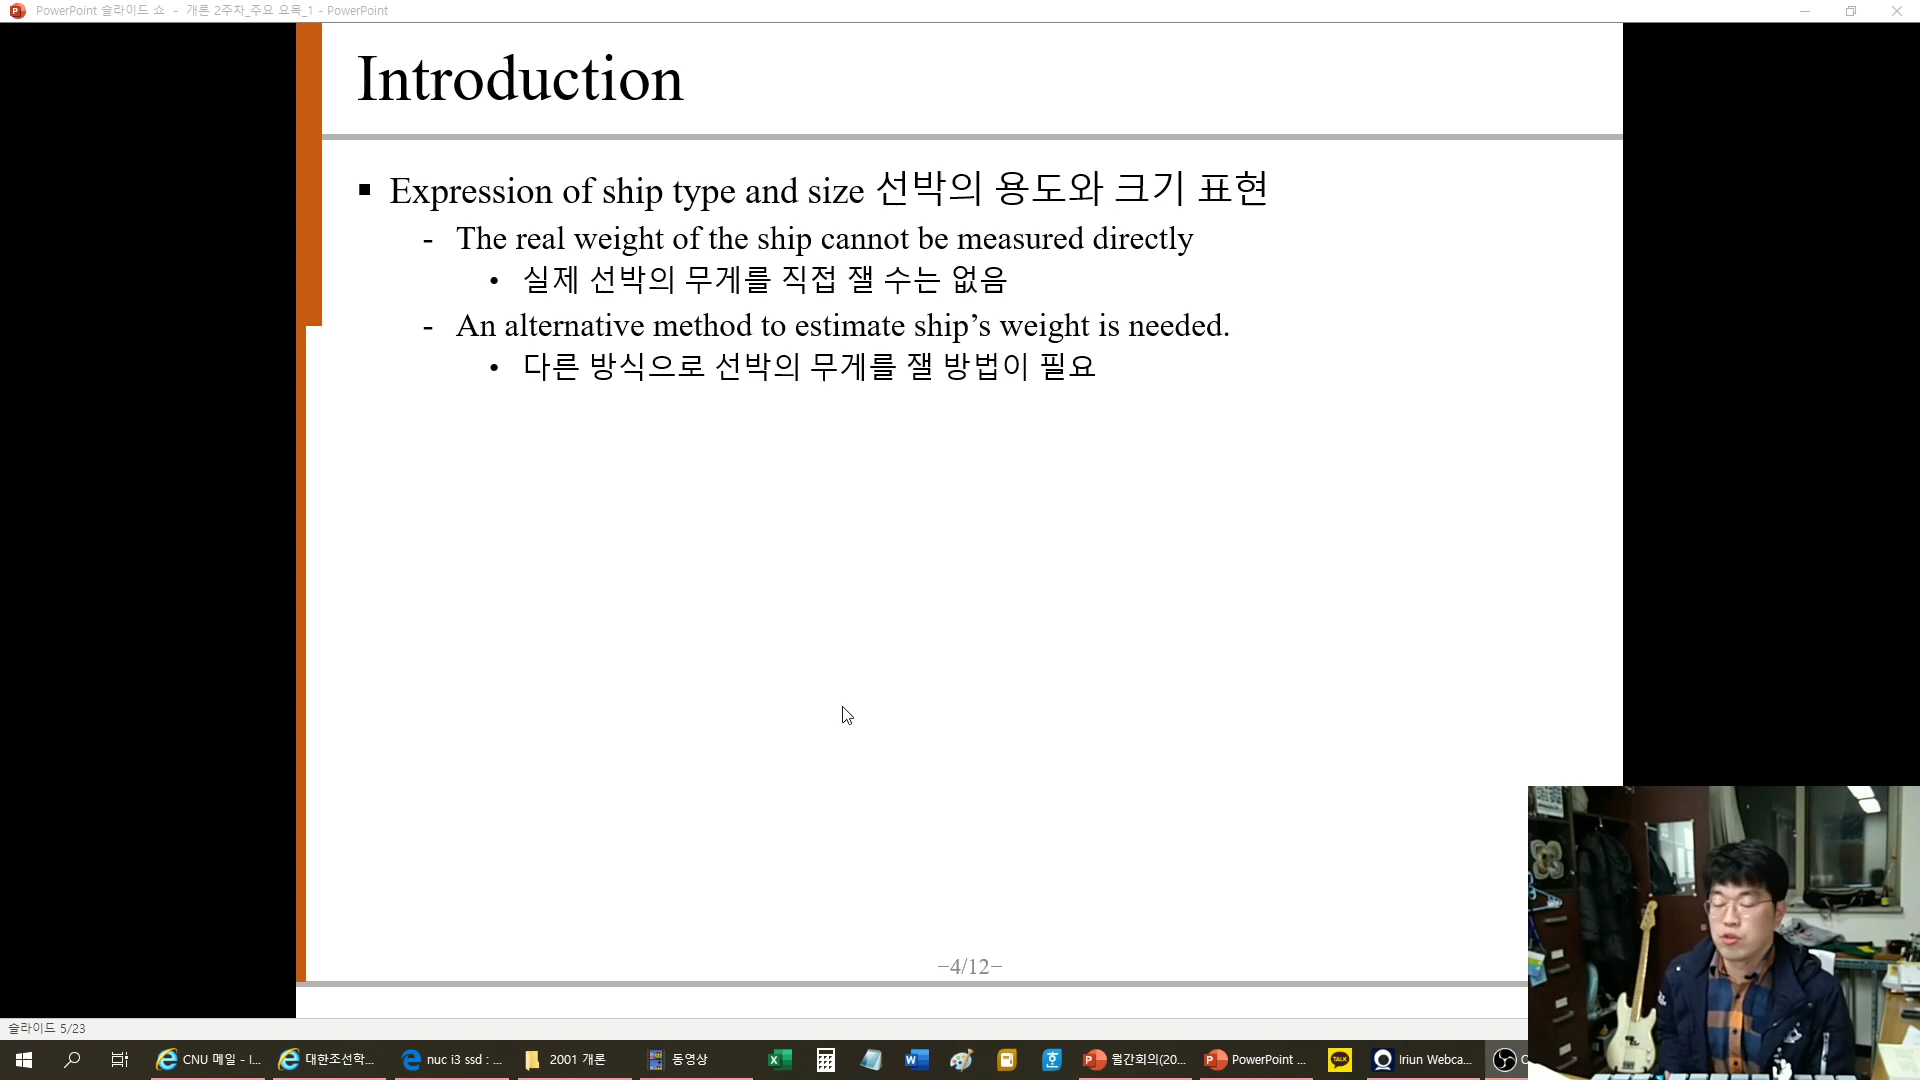 PowerPoint 슬라이드 쇼 - 개론 2주차_주요 요목_1 - PowerPoint
Introduction
▪ Expression of ship type and size 선박의 용도와 크기 표현
- The real weight of the ship cannot be measured directly
• 실제 선박의 무게를 직접 잴 수는 없음
- An alternative method to estimate ship’s weight is needed.
• 다른 방식으로 선박의 무게를 잴 방법이 필요
−4/12−
슬라이드 5/23
CNU 메일 - I... 대한조선학... nuc i3 ssd : ... 2001 개론 동영상 월간회의(20... PowerPoint ... TALK Iriun Webca...